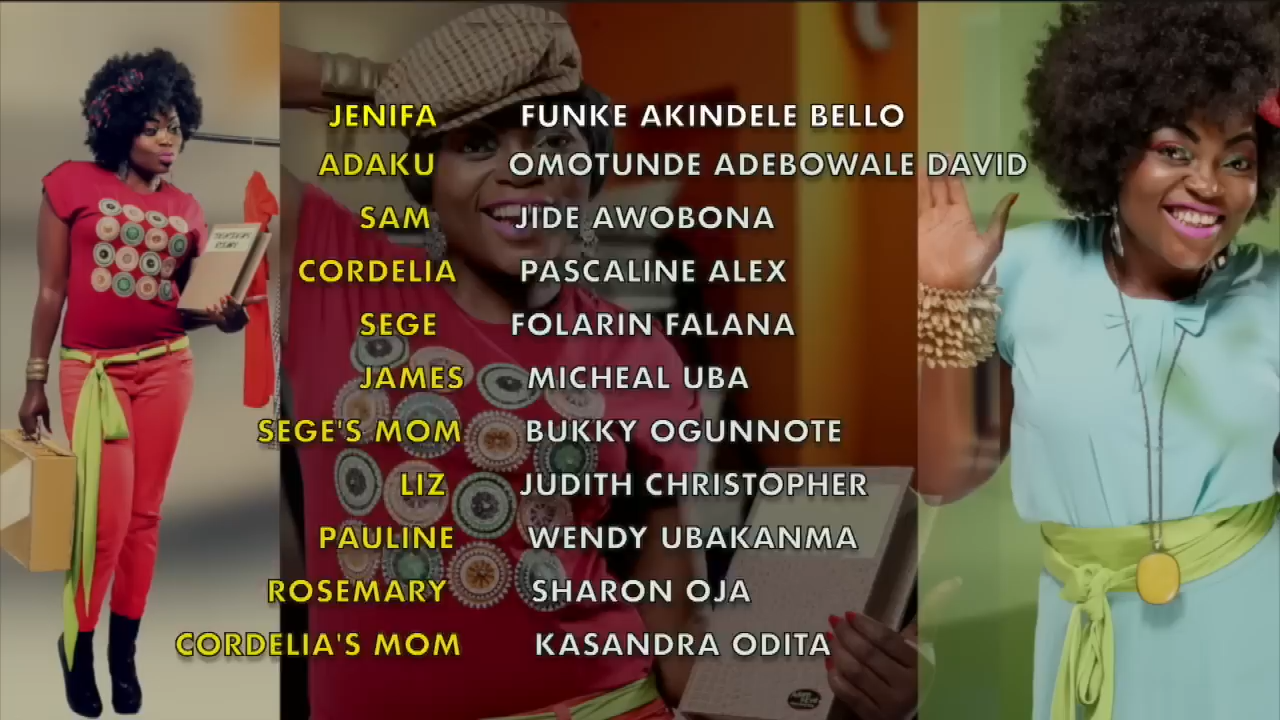 JENIFA FUNKE AKINDELE BELLO
ADAKU OMOTUNDE ADEBOWALE DAVID
SAM JIDE AWOBONA
CORDELIA PASCALINE ALEX
SEGE FOLARIN FALANA
JAMES MICHEAL UBA
SEGE'S MOM BUKKY OGUNNOTE
LIZ JUDITH CHRISTOPHER
PAULINE WENDY UBAKANMA
ROSEMARY SHARON OJA
CORDELIA'S MOM KASANDRA ODITA